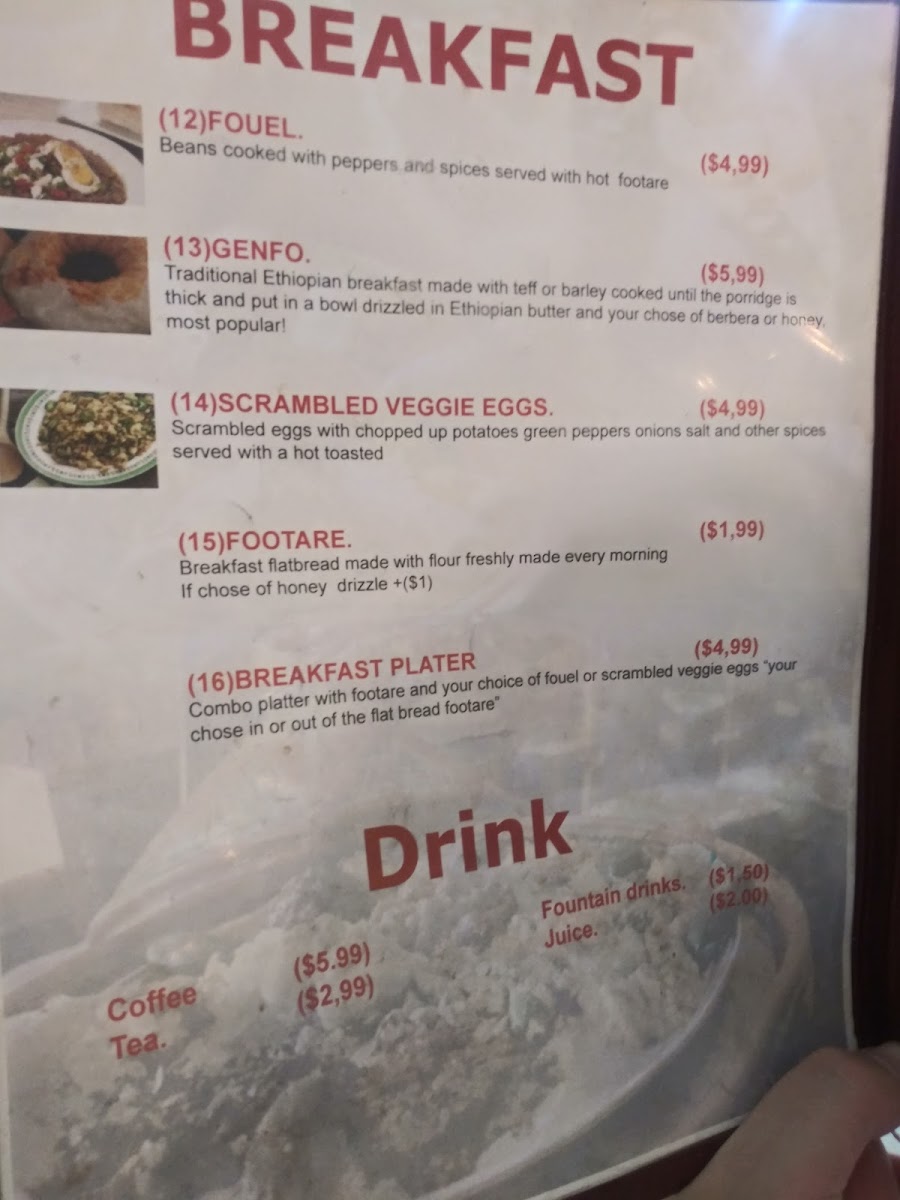 BREAKFAST
(12)FOUEL.
Beans cooked with peppers and spices served with hot footare
($4,99)
(13)GENFO.
($5,99)
Traditional Ethiopian breakfast made with teff or barley cooked until the porridge is
thick and put in a bowl drizzled in Ethiopian butter and your chose of berbera or honey,
most popular!
(14)SCRAMBLED VEGGIE EGGS.
($4,99)
Scrambled eggs with chopped up potatoes green peppers onions salt and other spices
served with a hot toasted
(15)FOOTARE.
($1,99)
Breakfast flatbread made with flour freshly made every morning
If chose of honey drizzle +($1)
(16)BREAKFAST PLATER
($4,99)
Combo platter with footare and your choice of fouel or scrambled veggie eggs "your
chose in or out of the flat bread footare"
Drink
Fountain drinks. ($1.50)
Juice. ($2.00)
Coffee ($5.99)
Tea. ($2,99)